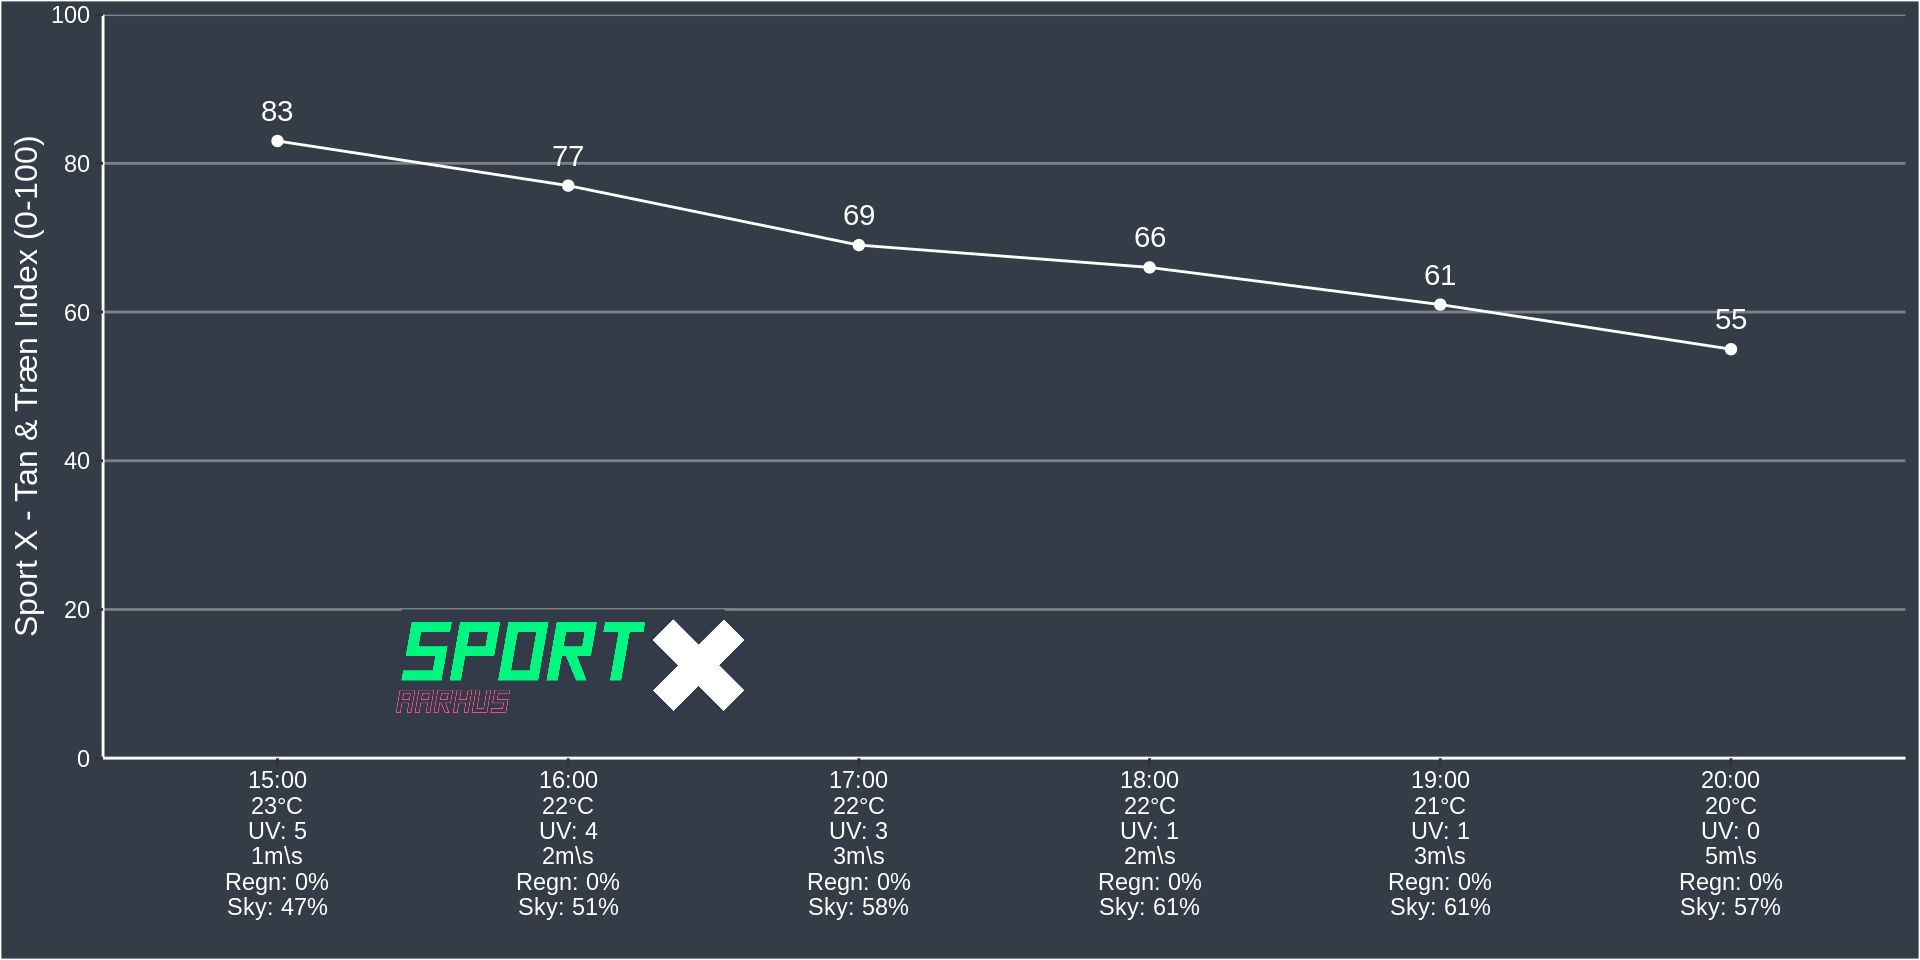 Sport X - Tan & Træn Index (0-100)
100
80
60
40
20
0
83
77
69
66
61
55
SPORT X
AARHUS
15:00
23°C
UV: 5
1m\s
Regn: 0%
Sky: 47%
16:00
22°C
UV: 4
2m\s
Regn: 0%
Sky: 51%
17:00
22°C
UV: 3
3m\s
Regn: 0%
Sky: 58%
18:00
22°C
UV: 1
2m\s
Regn: 0%
Sky: 61%
19:00
21°C
UV: 1
3m\s
Regn: 0%
Sky: 61%
20:00
20°C
UV: 0
5m\s
Regn: 0%
Sky: 57%